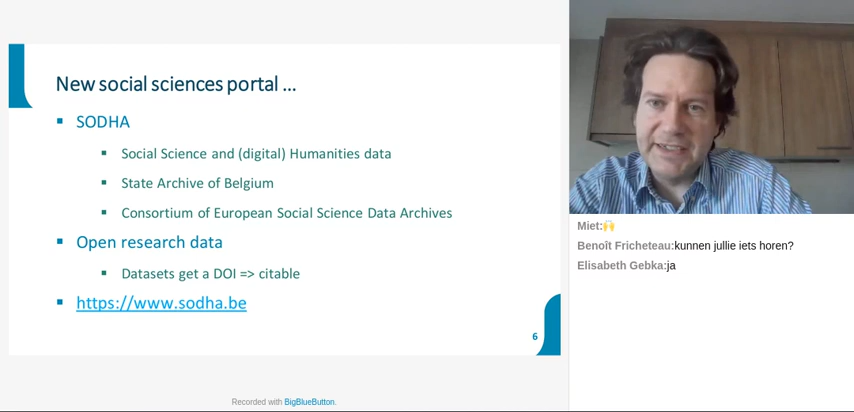 New social sciences portal ...
▪ SODHA
▪ Social Science and (digital) Humanities data
▪ State Archive of Belgium
▪ Consortium of European Social Science Data Archives
▪ Open research data
▪ Datasets get a DOI => citable
▪ https://www.sodha.be
6
Recorded with BigBlueButton.
Miet:🙌
Benoît Fricheteau:kunnen jullie iets horen?
Elisabeth Gebka:ja